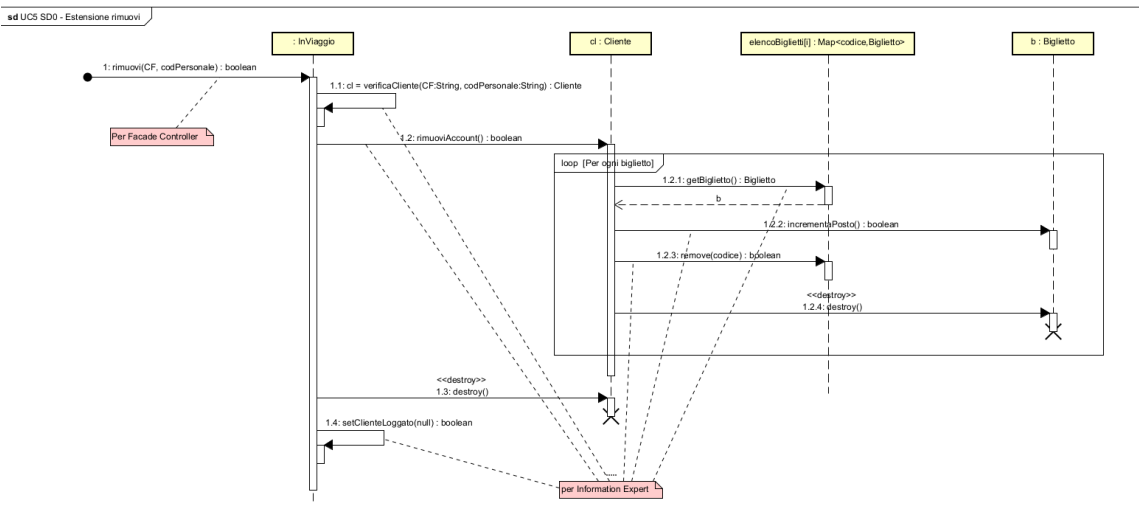 sd UC5 SD0 - Estensione rimuovi
: InViaggio
cl : Cliente
elencoBiglietti[i] : Map<codice,Biglietto>
b : Biglietto
1: rimuovi(CF, codPersonale) : boolean
1.1: cl = verificaCliente(CF:String, codPersonale:String) : Cliente
Per Facade Controller
1.2: rimuoviAccount() : boolean
loop [Per ogni biglietto]
1.2.1: getBiglietto() : Biglietto
b
1.2.2: incrementaPosto() : boolean
1.2.3: remove(codice) : boolean
<<destroy>>
1.2.4: destroy()
<<destroy>>
1.3: destroy()
1.4: setClienteLoggato(null) : boolean
per Information Expert